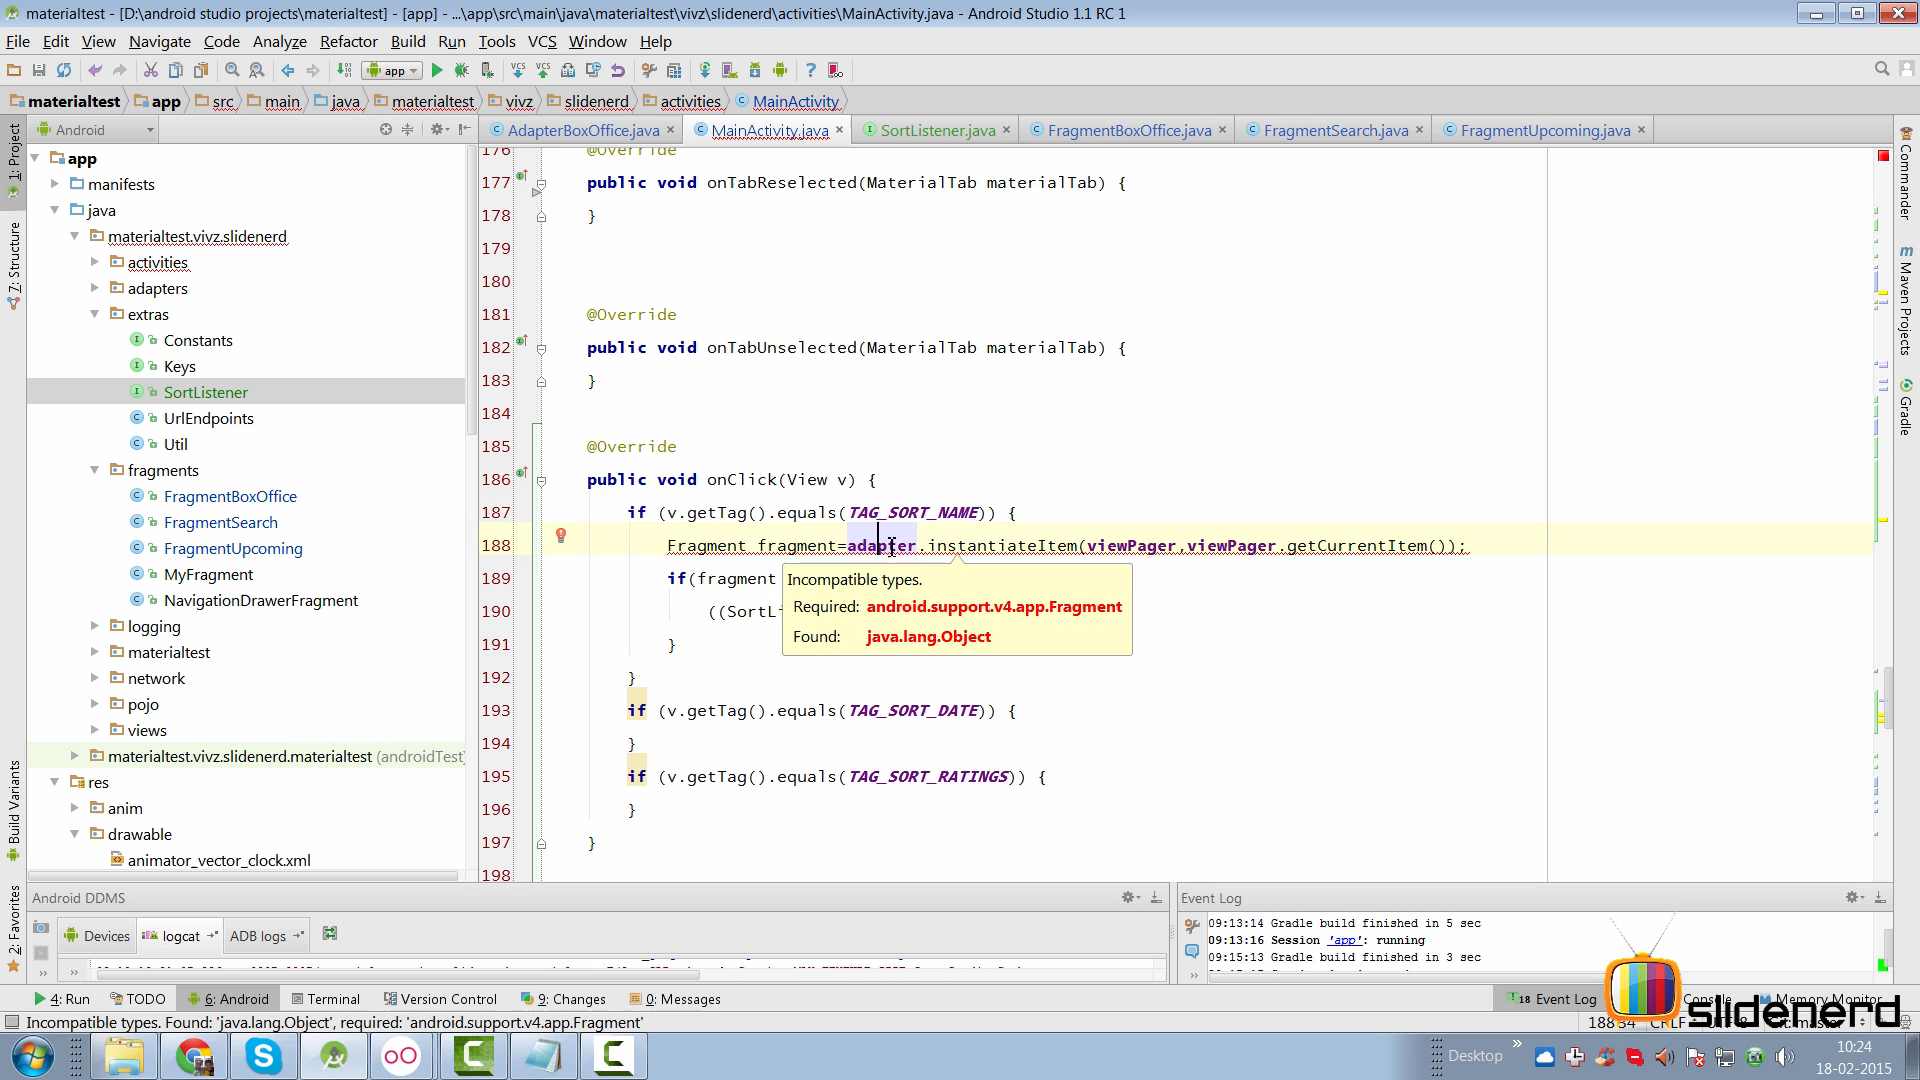 materialtest - [D:\android studio projects\materialtest] - [app] - ...\app\src\main\java\materialtest\vivz\slidenerd\activities\MainActivity.java - Android Studio 1.1 RC 1
File Edit View Navigate Code Analyze Refactor Build Run Tools VCS Window Help
app
materialtest app src main java materialtest vivz slidenerd activities MainActivity
Android
AdapterBoxOffice.java MainActivity.java SortListener.java FragmentBoxOffice.java FragmentSearch.java FragmentUpcoming.java
1: Project
7: Structure
Build Variants
2: Favorites
app
manifests
java
materialtest.vivz.slidenerd
activities
adapters
extras
Constants
Keys
SortListener
UrlEndpoints
Util
fragments
FragmentBoxOffice
FragmentSearch
FragmentUpcoming
MyFragment
NavigationDrawerFragment
logging
materialtest
network
pojo
views
materialtest.vivz.slidenerd.materialtest (androidTest)
res
anim
drawable
animator_vector_clock.xml
176 @Override
177 public void onTabReselected(MaterialTab materialTab) {
178 }
179
180
181 @Override
182 public void onTabUnselected(MaterialTab materialTab) {
183 }
184
185 @Override
186 public void onClick(View v) {
187 if (v.getTag().equals(TAG_SORT_NAME)) {
188 Fragment fragment=adapter.instantiateItem(viewPager,viewPager.getCurrentItem());
189 if(fragment
190 ((SortLi
191 }
192 }
193 if (v.getTag().equals(TAG_SORT_DATE)) {
194 }
195 if (v.getTag().equals(TAG_SORT_RATINGS)) {
196 }
197 }
198
Incompatible types.
Required: android.support.v4.app.Fragment
Found: java.lang.Object
Commander
Maven Projects
Gradle
Android DDMS
Devices logcat ADB logs
Event Log
09:13:14 Gradle build finished in 5 sec
09:13:16 Session 'app': running
09:15:13 Gradle build finished in 3 sec
4: Run TODO 6: Android Terminal Version Control 9: Changes 0: Messages
18 Event Log Console Memory Monitor
Incompatible types. Found: 'java.lang.Object', required: 'android.support.v4.app.Fragment'
slidenerd
Desktop
10:24
18-02-2015